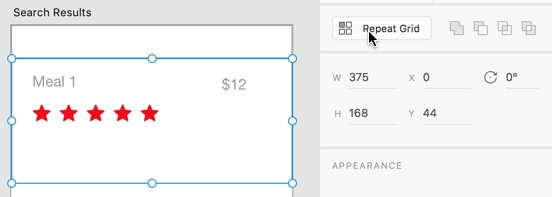 Search Results
Meal 1
$12
Repeat Grid
W 375 X 0 0°
H 168 Y 44
APPEARANCE